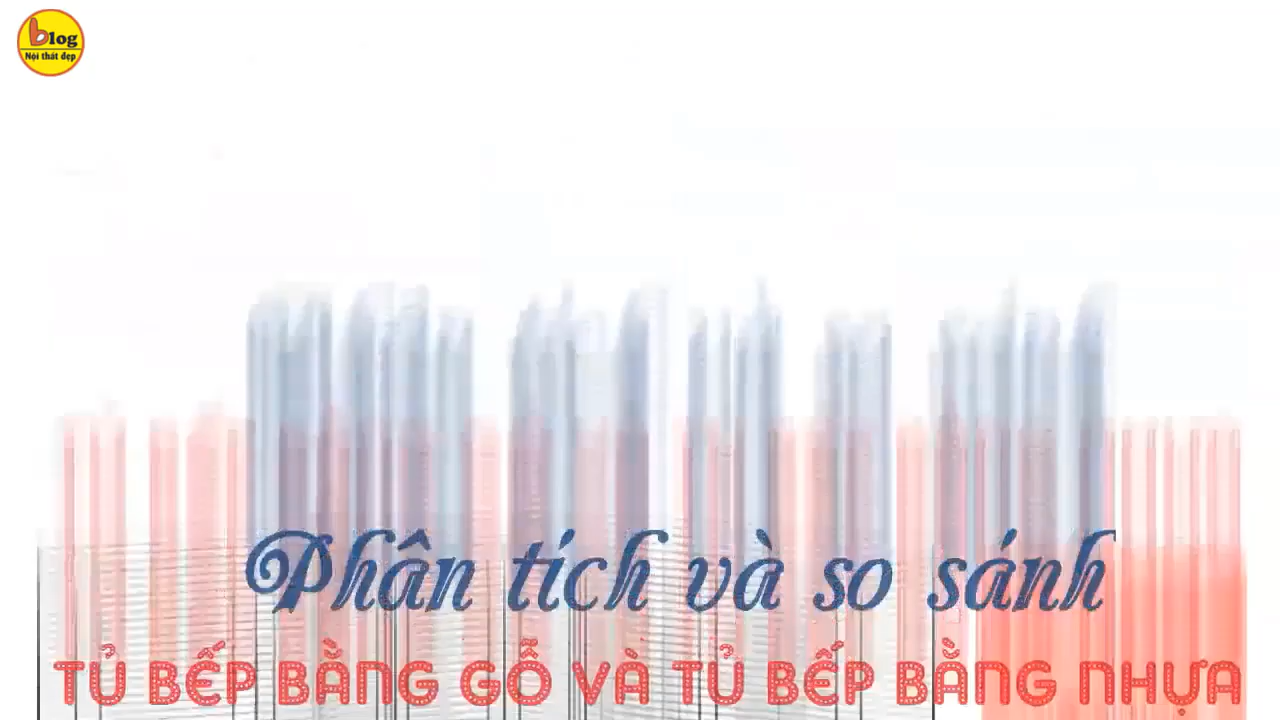 blog
Nội thất đẹp
Phân tích và so sánh
TỦ BẾP BẰNG GỖ VÀ TỦ BẾP BẰNG NHỰA